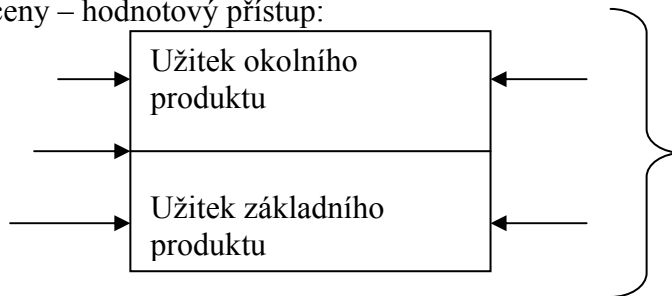 ceny – hodnotový přístup:
Užitek okolního
produktu
Užitek základního
produktu